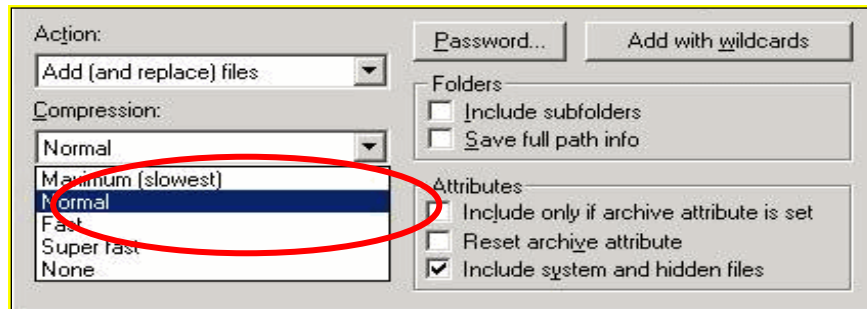 Action:
Add (and replace) files
Compression:
Normal
Maximum (slowest)
Normal
Fast
Super fast
None
Password...
Add with wildcards
Folders
Include subfolders
Save full path info
Attributes
Include only if archive attribute is set
Reset archive attribute
Include system and hidden files